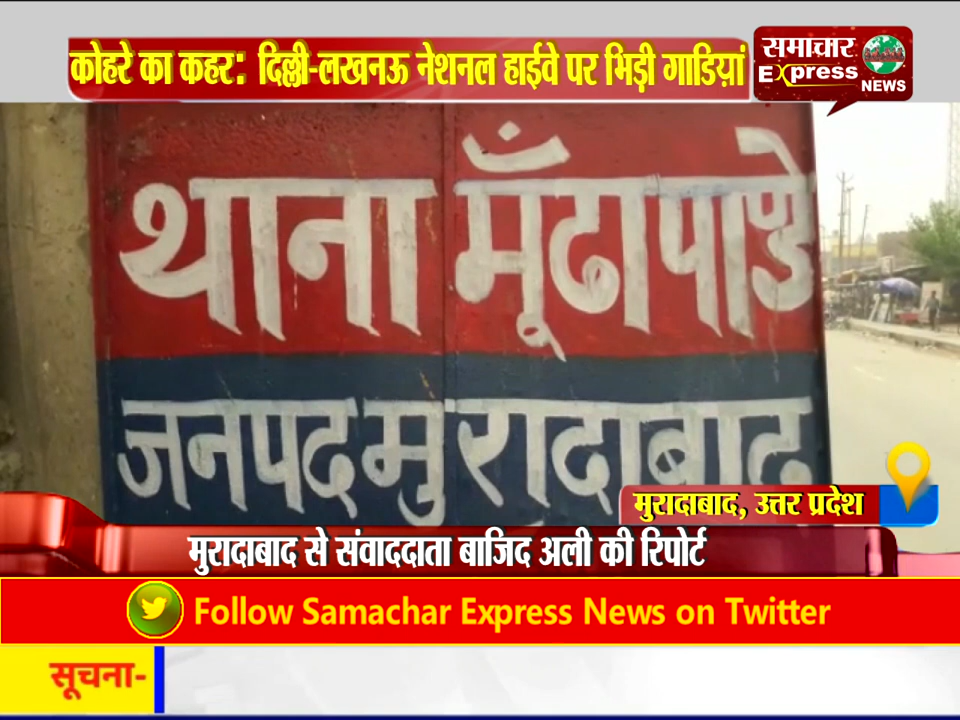 कोहरे का कहर: दिल्ली-लखनऊ नेशनल हाईवे पर भिड़ी गाडिय़ां
समाचार
Express
NEWS
थाना मूँढापाण्डे
जनपद मुरादाबाद
मुरादाबाद, उत्तर प्रदेश
मुरादाबाद से संवाददाता बाजिद अली की रिपोर्ट
Follow Samachar Express News on Twitter
सूचना-